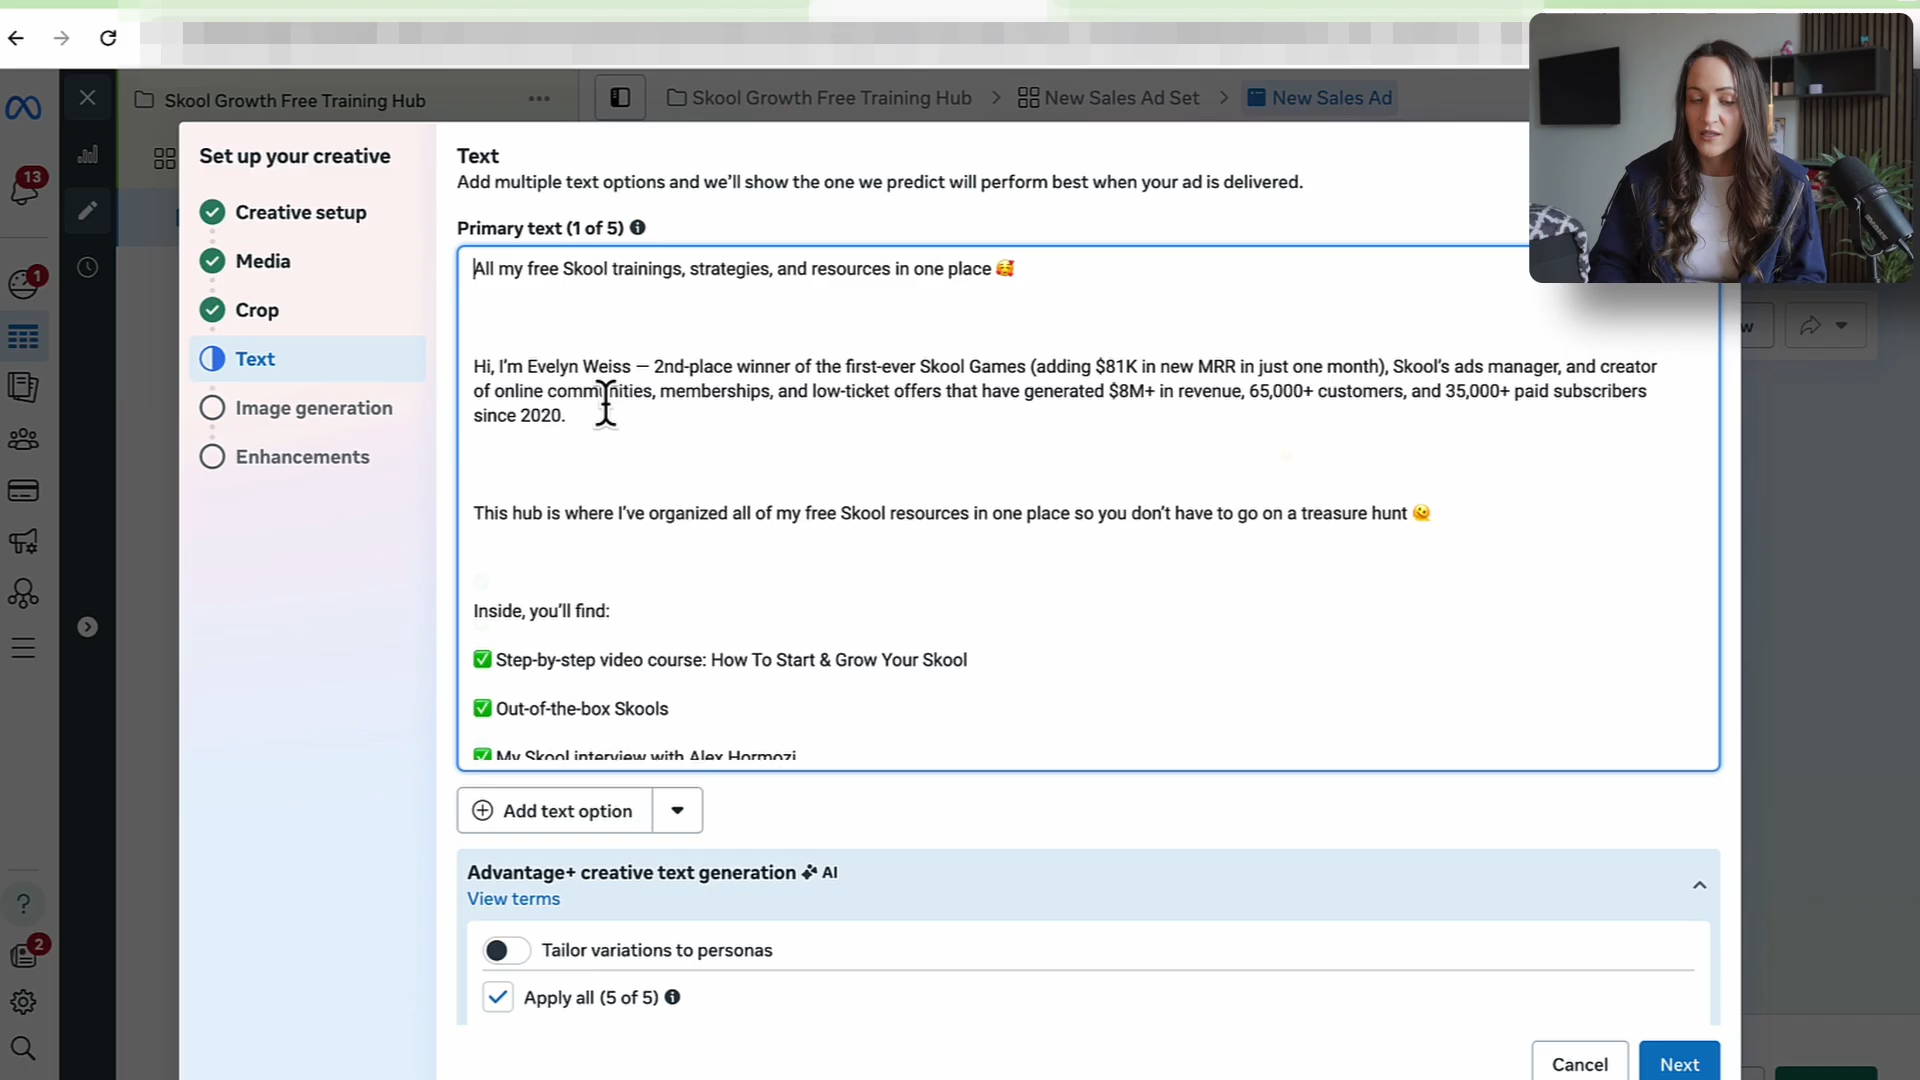 Skool Growth Free Training Hub
Skool Growth Free Training Hub
New Sales Ad Set
New Sales Ad
13
1
2
Set up your creative
Creative setup
Media
Crop
Text
Image generation
Enhancements
Text
Add multiple text options and we'll show the one we predict will perform best when your ad is delivered.
Primary text (1 of 5)
All my free Skool trainings, strategies, and resources in one place 🥰
Hi, I'm Evelyn Weiss — 2nd-place winner of the first-ever Skool Games (adding $81K in new MRR in just one month), Skool's ads manager, and creator
of online communities, memberships, and low-ticket offers that have generated $8M+ in revenue, 65,000+ customers, and 35,000+ paid subscribers
since 2020.
This hub is where I've organized all of my free Skool resources in one place so you don't have to go on a treasure hunt 🫠
Inside, you'll find:
✅ Step-by-step video course: How To Start & Grow Your Skool
✅ Out-of-the-box Skools
✅ My Skool interview with Alex Hormozi
Add text option
Advantage+ creative text generation AI
View terms
Tailor variations to personas
Apply all (5 of 5)
Cancel
Next